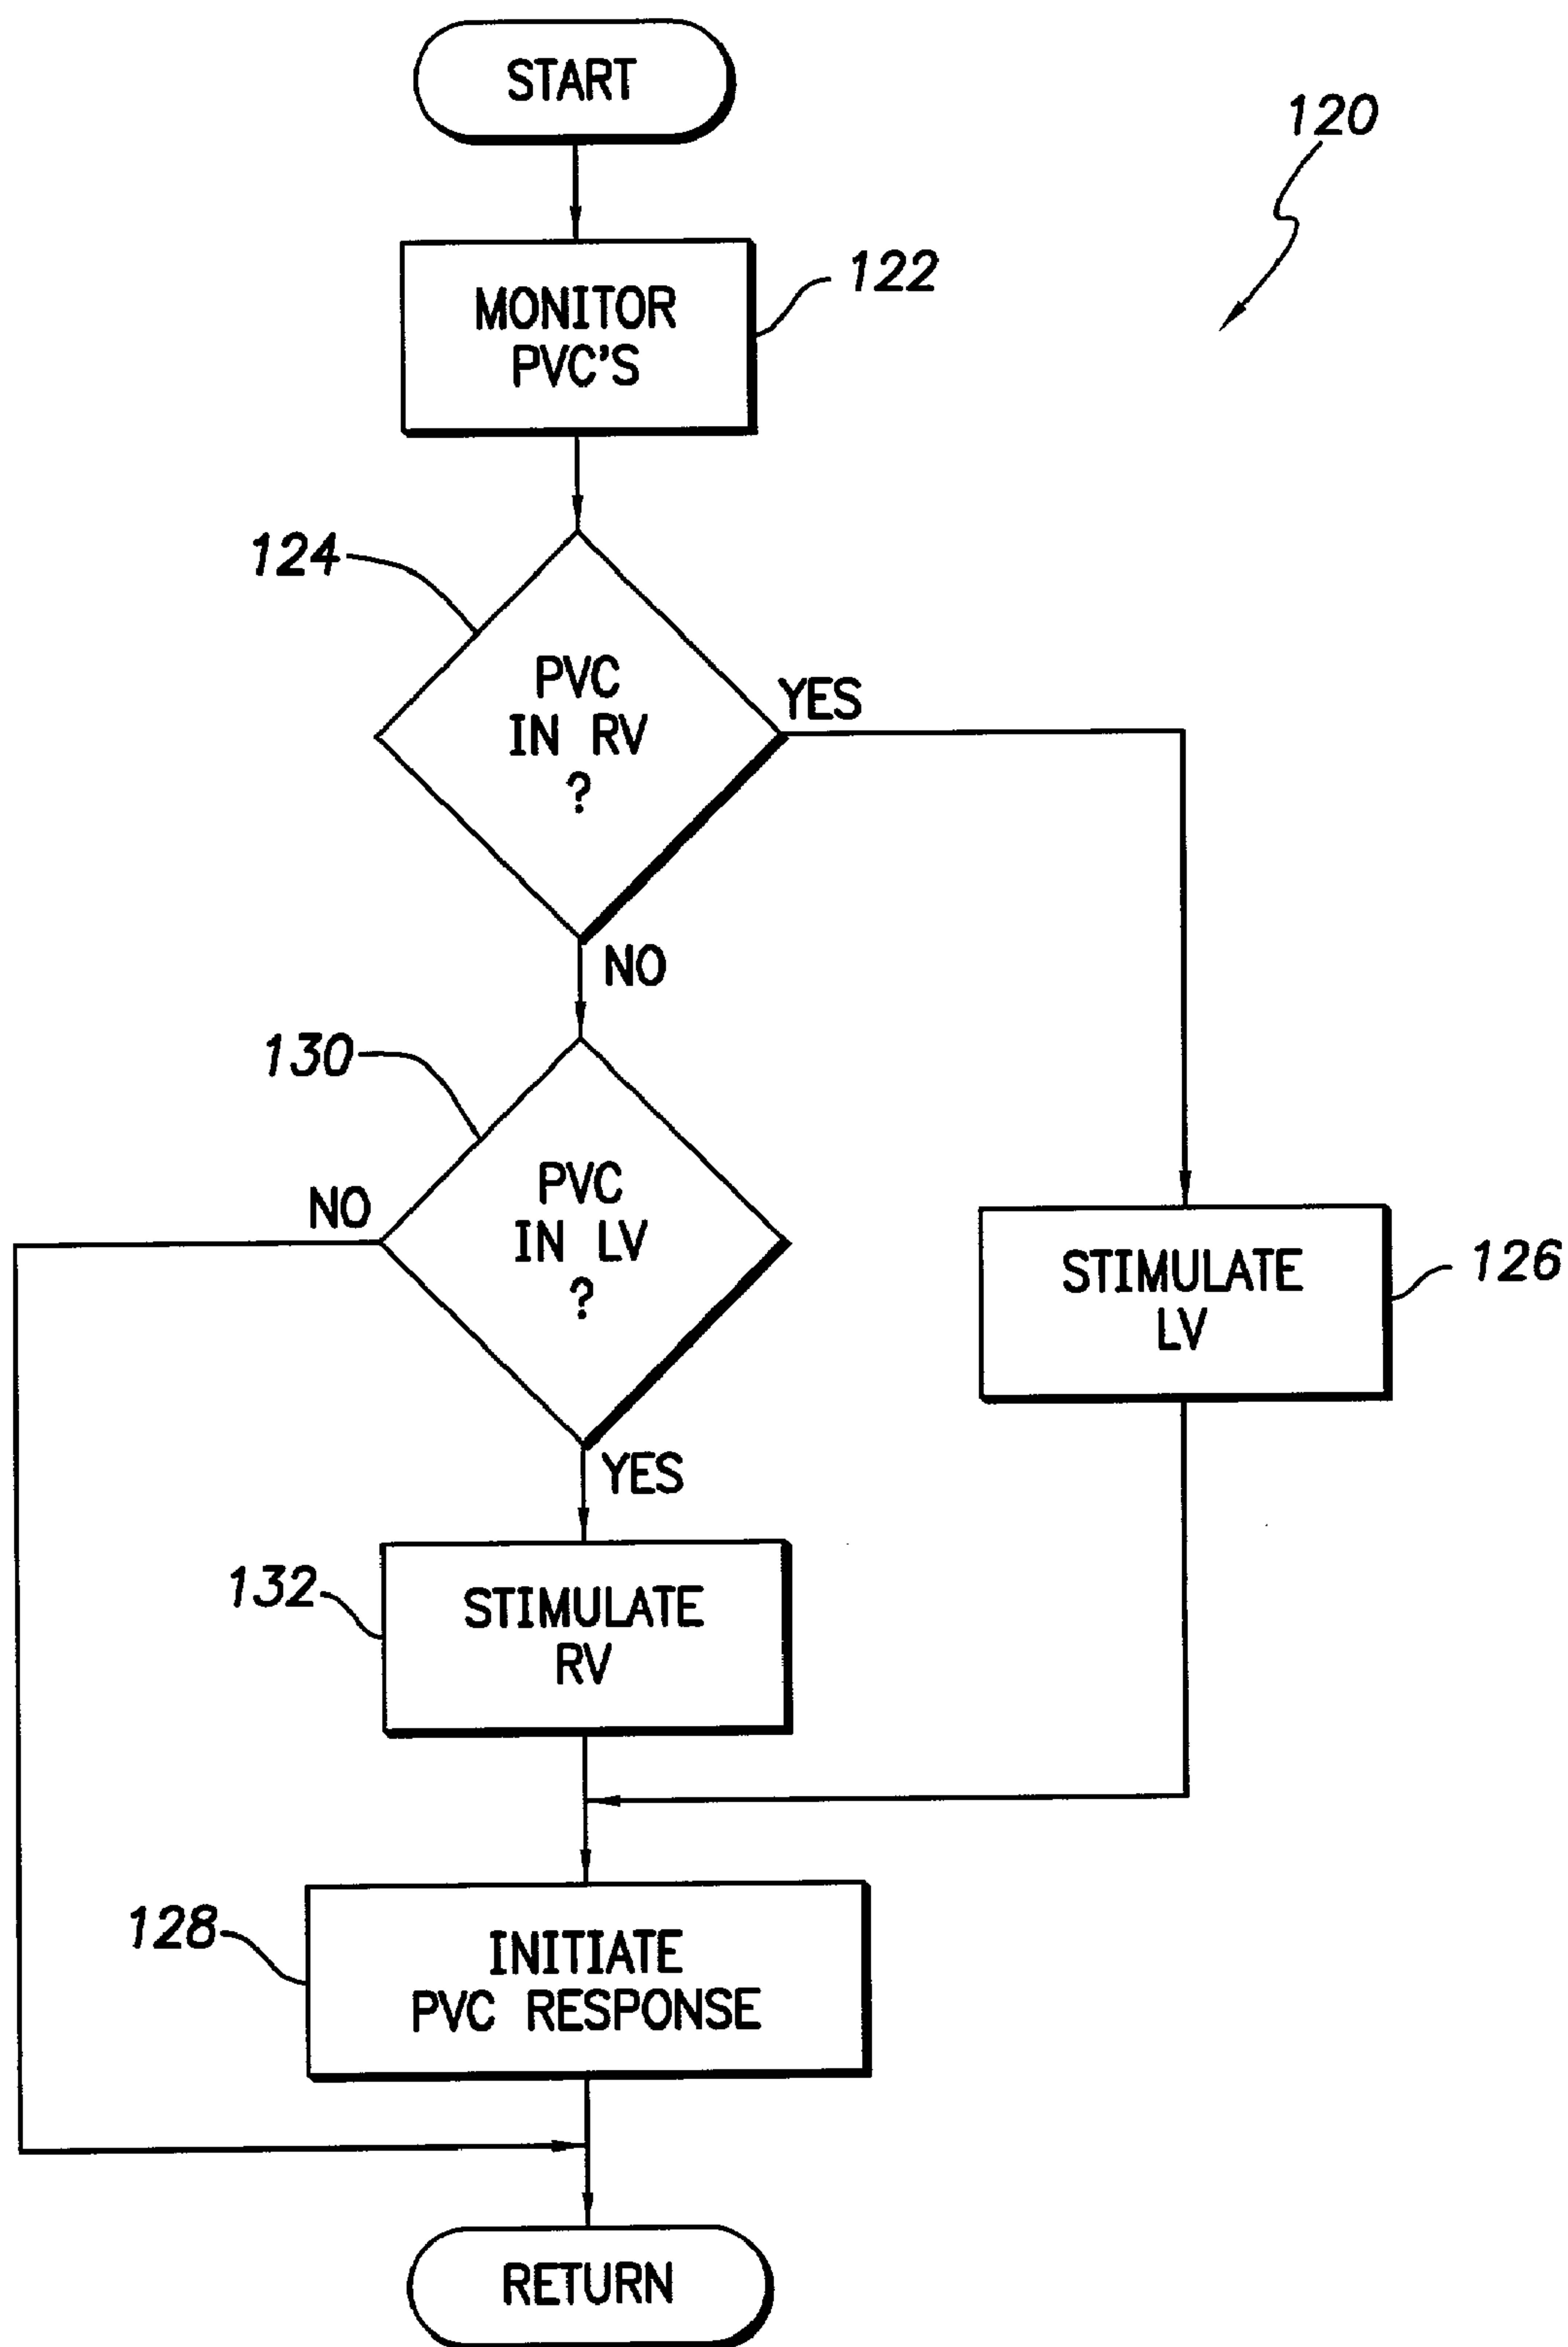 START
120
MONITOR
PVC'S
122
124
PVC
IN RV
?
YES
NO
130
PVC
IN LV
?
NO
YES
STIMULATE
LV
126
132
STIMULATE
RV
128
INITIATE
PVC RESPONSE
RETURN